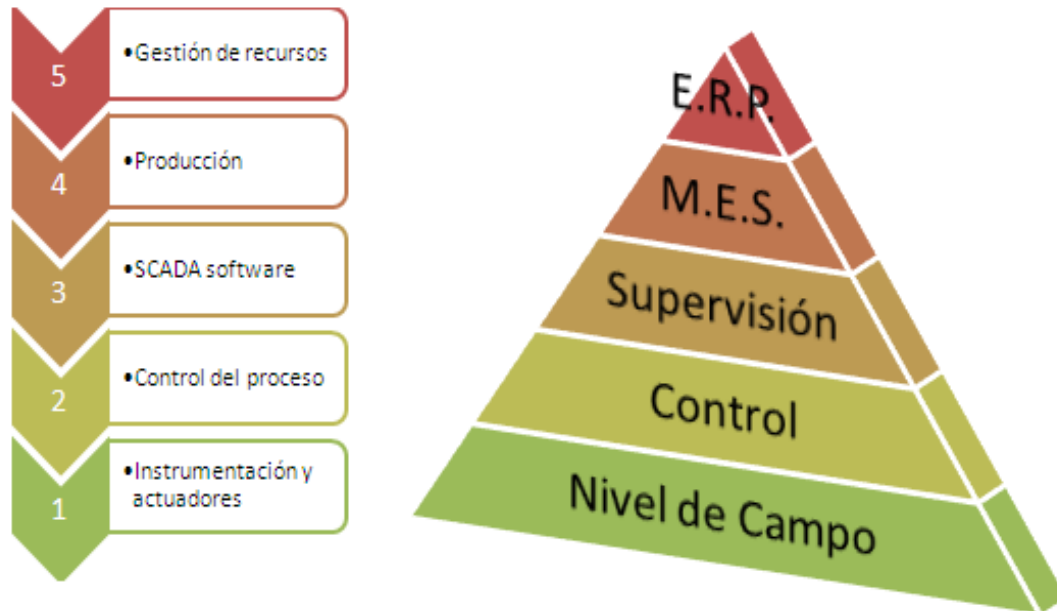 5
•Gestión de recursos
4
•Producción
3
•SCADA software
2
•Control del proceso
1
•Instrumentación y
actuadores
E.R.P.
M.E.S.
Supervisión
Control
Nivel de Campo